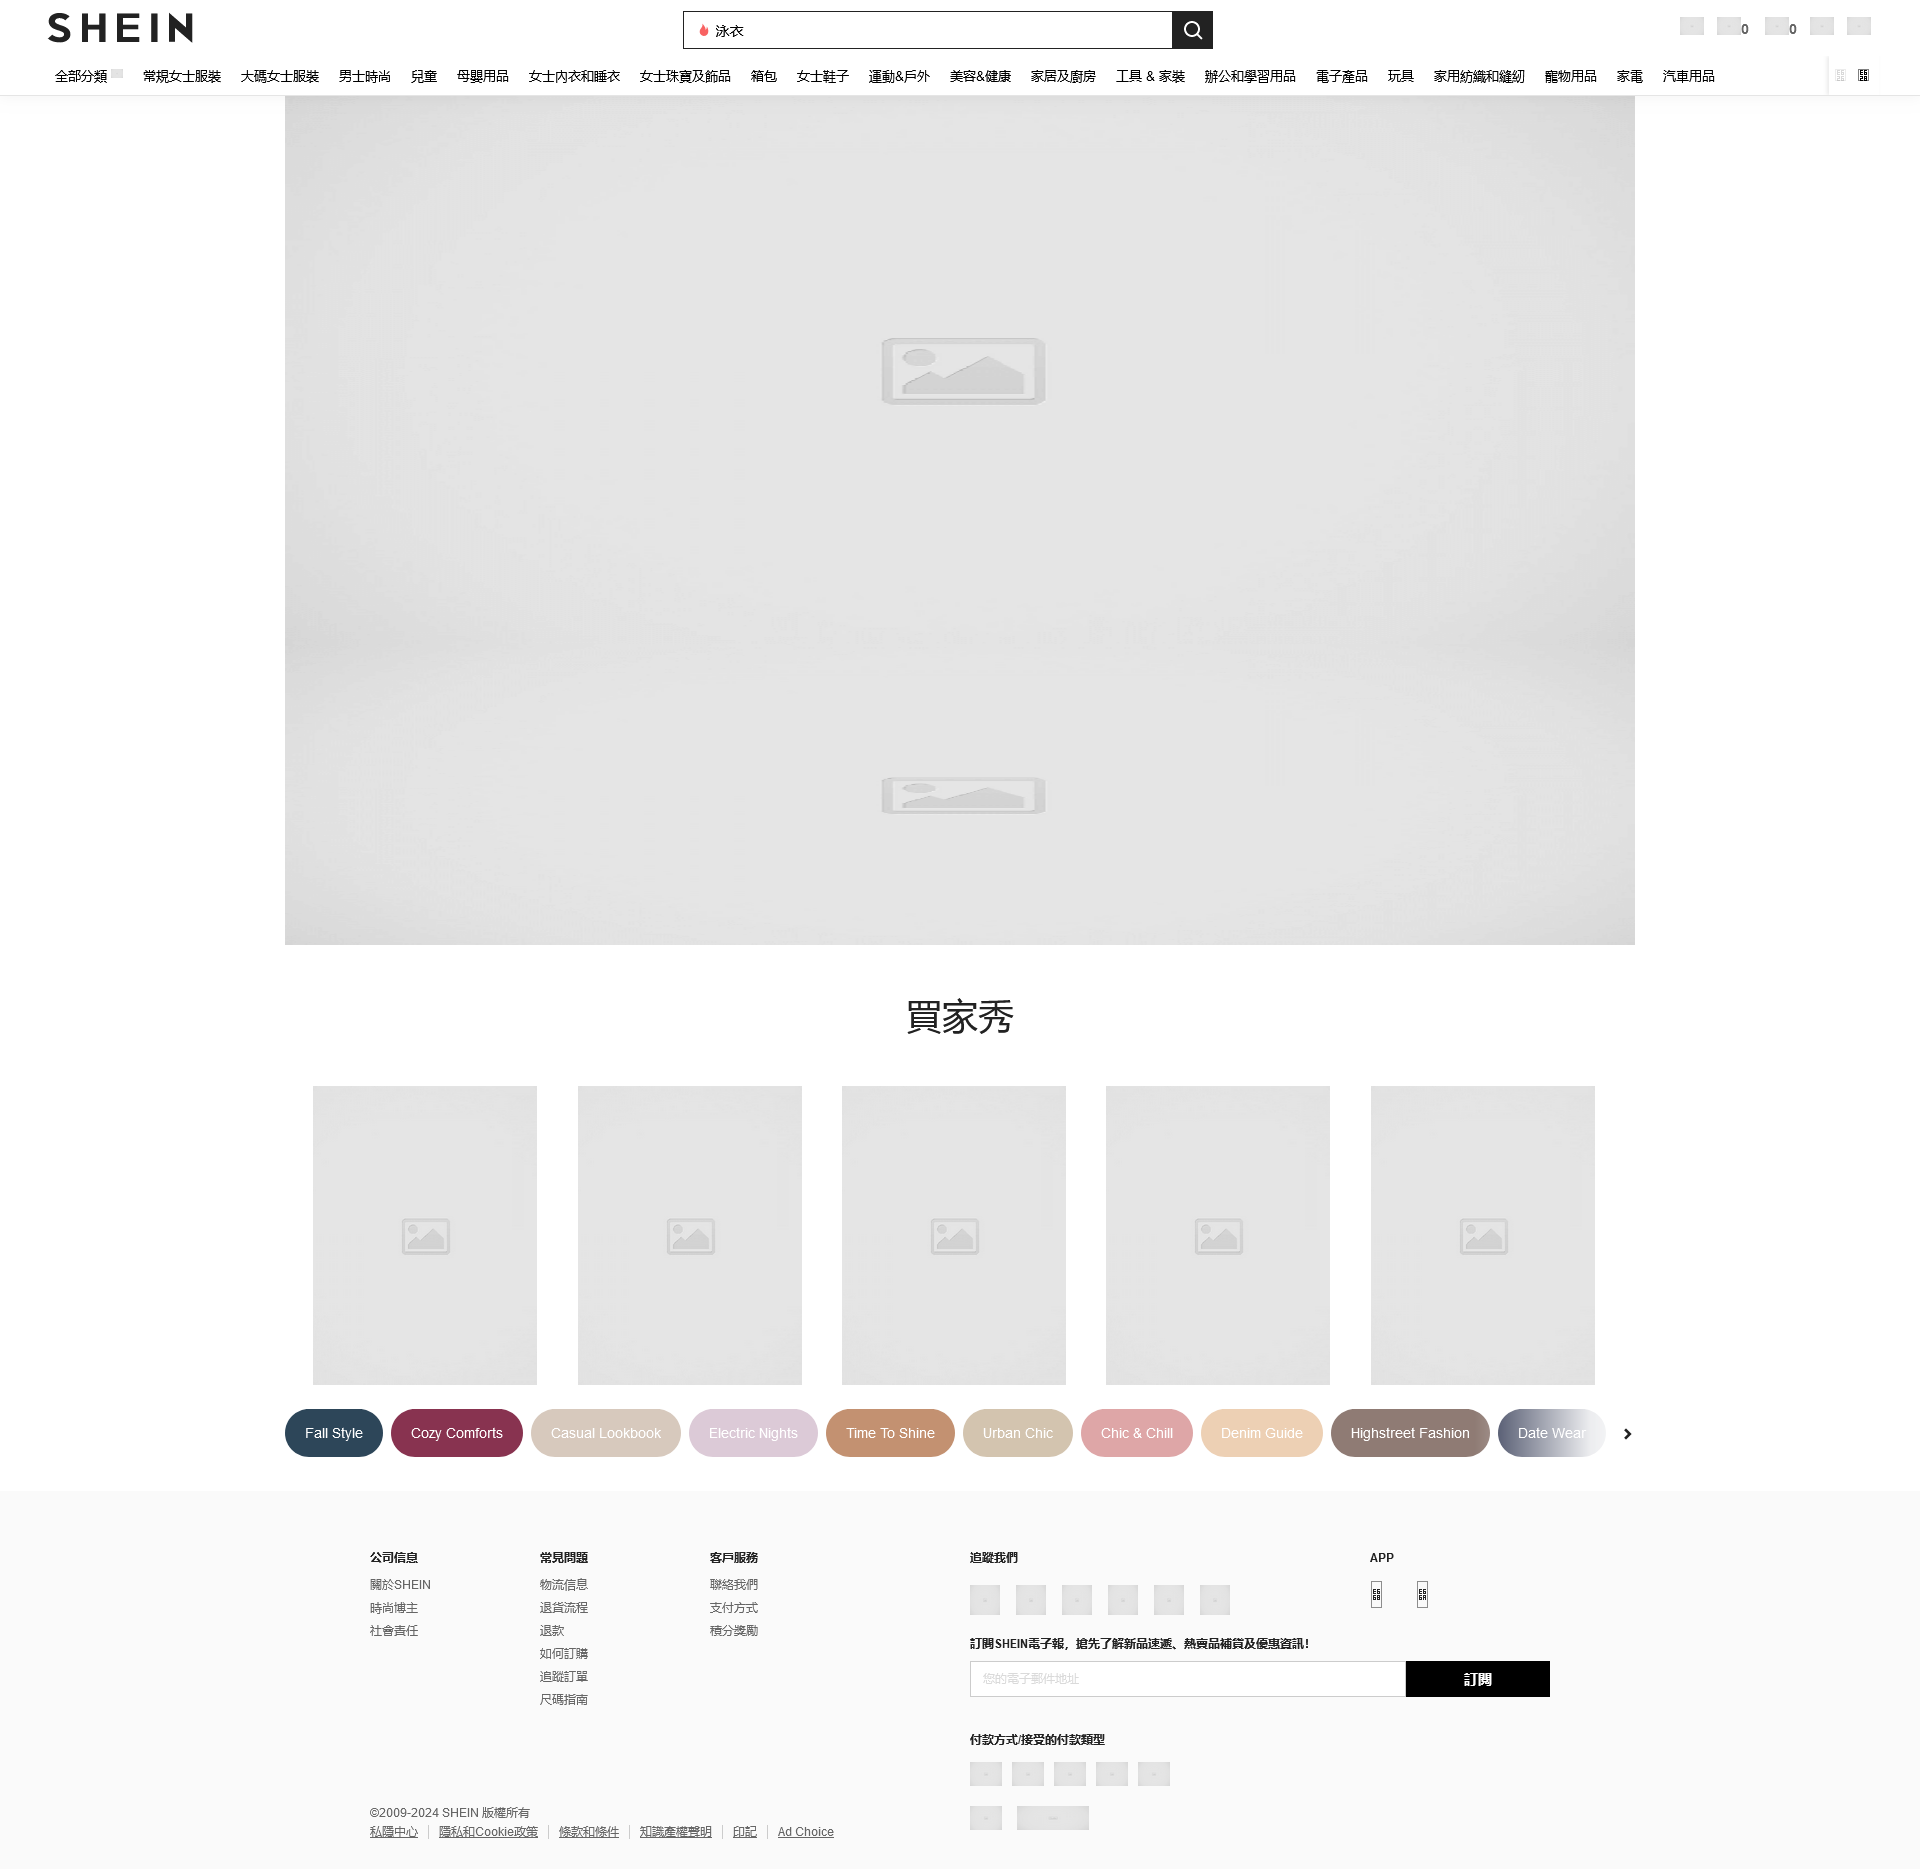 SHEIN
泳衣
0
0
全部分類
常規女士服裝
大碼女士服裝
男士時尚
兒童
母嬰用品
女士內衣和睡衣
女士珠寶及飾品
箱包
女士鞋子
運動&戶外
美容&健康
家居及廚房
工具 & 家裝
辦公和學習用品
電子產品
玩具
家用紡織和縫紉
寵物用品
家電
汽車用品
買家秀
Fall Style
Cozy Comforts
Casual Lookbook
Electric Nights
Time To Shine
Urban Chic
Chic & Chill
Denim Guide
Highstreet Fashion
Date Wear
公司信息
關於SHEIN
時尚博主
社會責任
常見問題
物流信息
退貨流程
退款
如何訂購
追蹤訂單
尺碼指南
客戶服務
聯絡我們
支付方式
積分獎勵
追蹤我們
APP
訂閱SHEIN電子報，搶先了解新品速遞、熱賣品補貨及優惠資訊！
您的電子郵件地址
訂閱
付款方式/接受的付款類型
©2009-2024 SHEIN 版權所有
私隱中心
隱私和Cookie政策
條款和條件
知識產權聲明
印記
Ad Choice